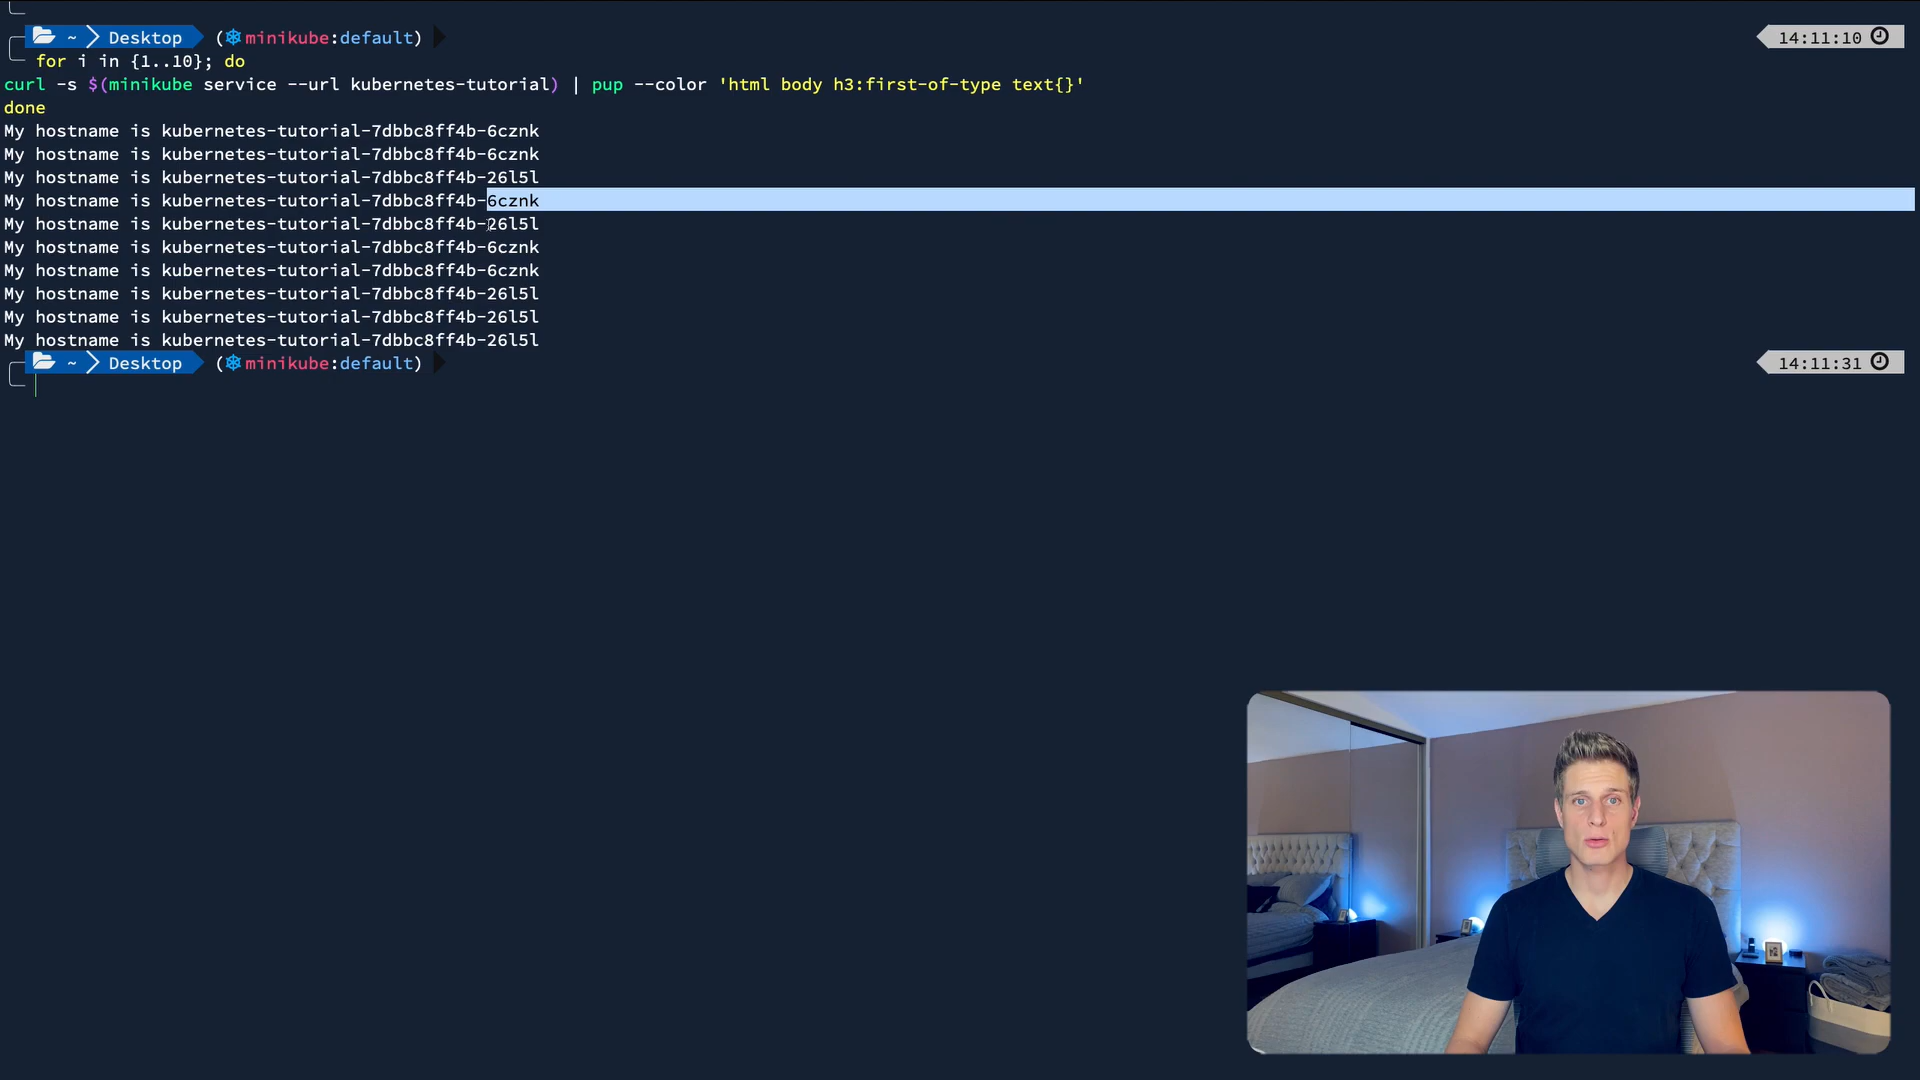 ~ Desktop (minikube:default) 14:11:10
for i in {1..10}; do
curl -s $(minikube service --url kubernetes-tutorial) | pup --color 'html body h3:first-of-type text{}'
done
My hostname is kubernetes-tutorial-7dbbc8ff4b-6cznk
My hostname is kubernetes-tutorial-7dbbc8ff4b-6cznk
My hostname is kubernetes-tutorial-7dbbc8ff4b-26l5l
My hostname is kubernetes-tutorial-7dbbc8ff4b-6cznk
My hostname is kubernetes-tutorial-7dbbc8ff4b-26l5l
My hostname is kubernetes-tutorial-7dbbc8ff4b-6cznk
My hostname is kubernetes-tutorial-7dbbc8ff4b-6cznk
My hostname is kubernetes-tutorial-7dbbc8ff4b-26l5l
My hostname is kubernetes-tutorial-7dbbc8ff4b-26l5l
My hostname is kubernetes-tutorial-7dbbc8ff4b-26l5l
~ Desktop (minikube:default) 14:11:31